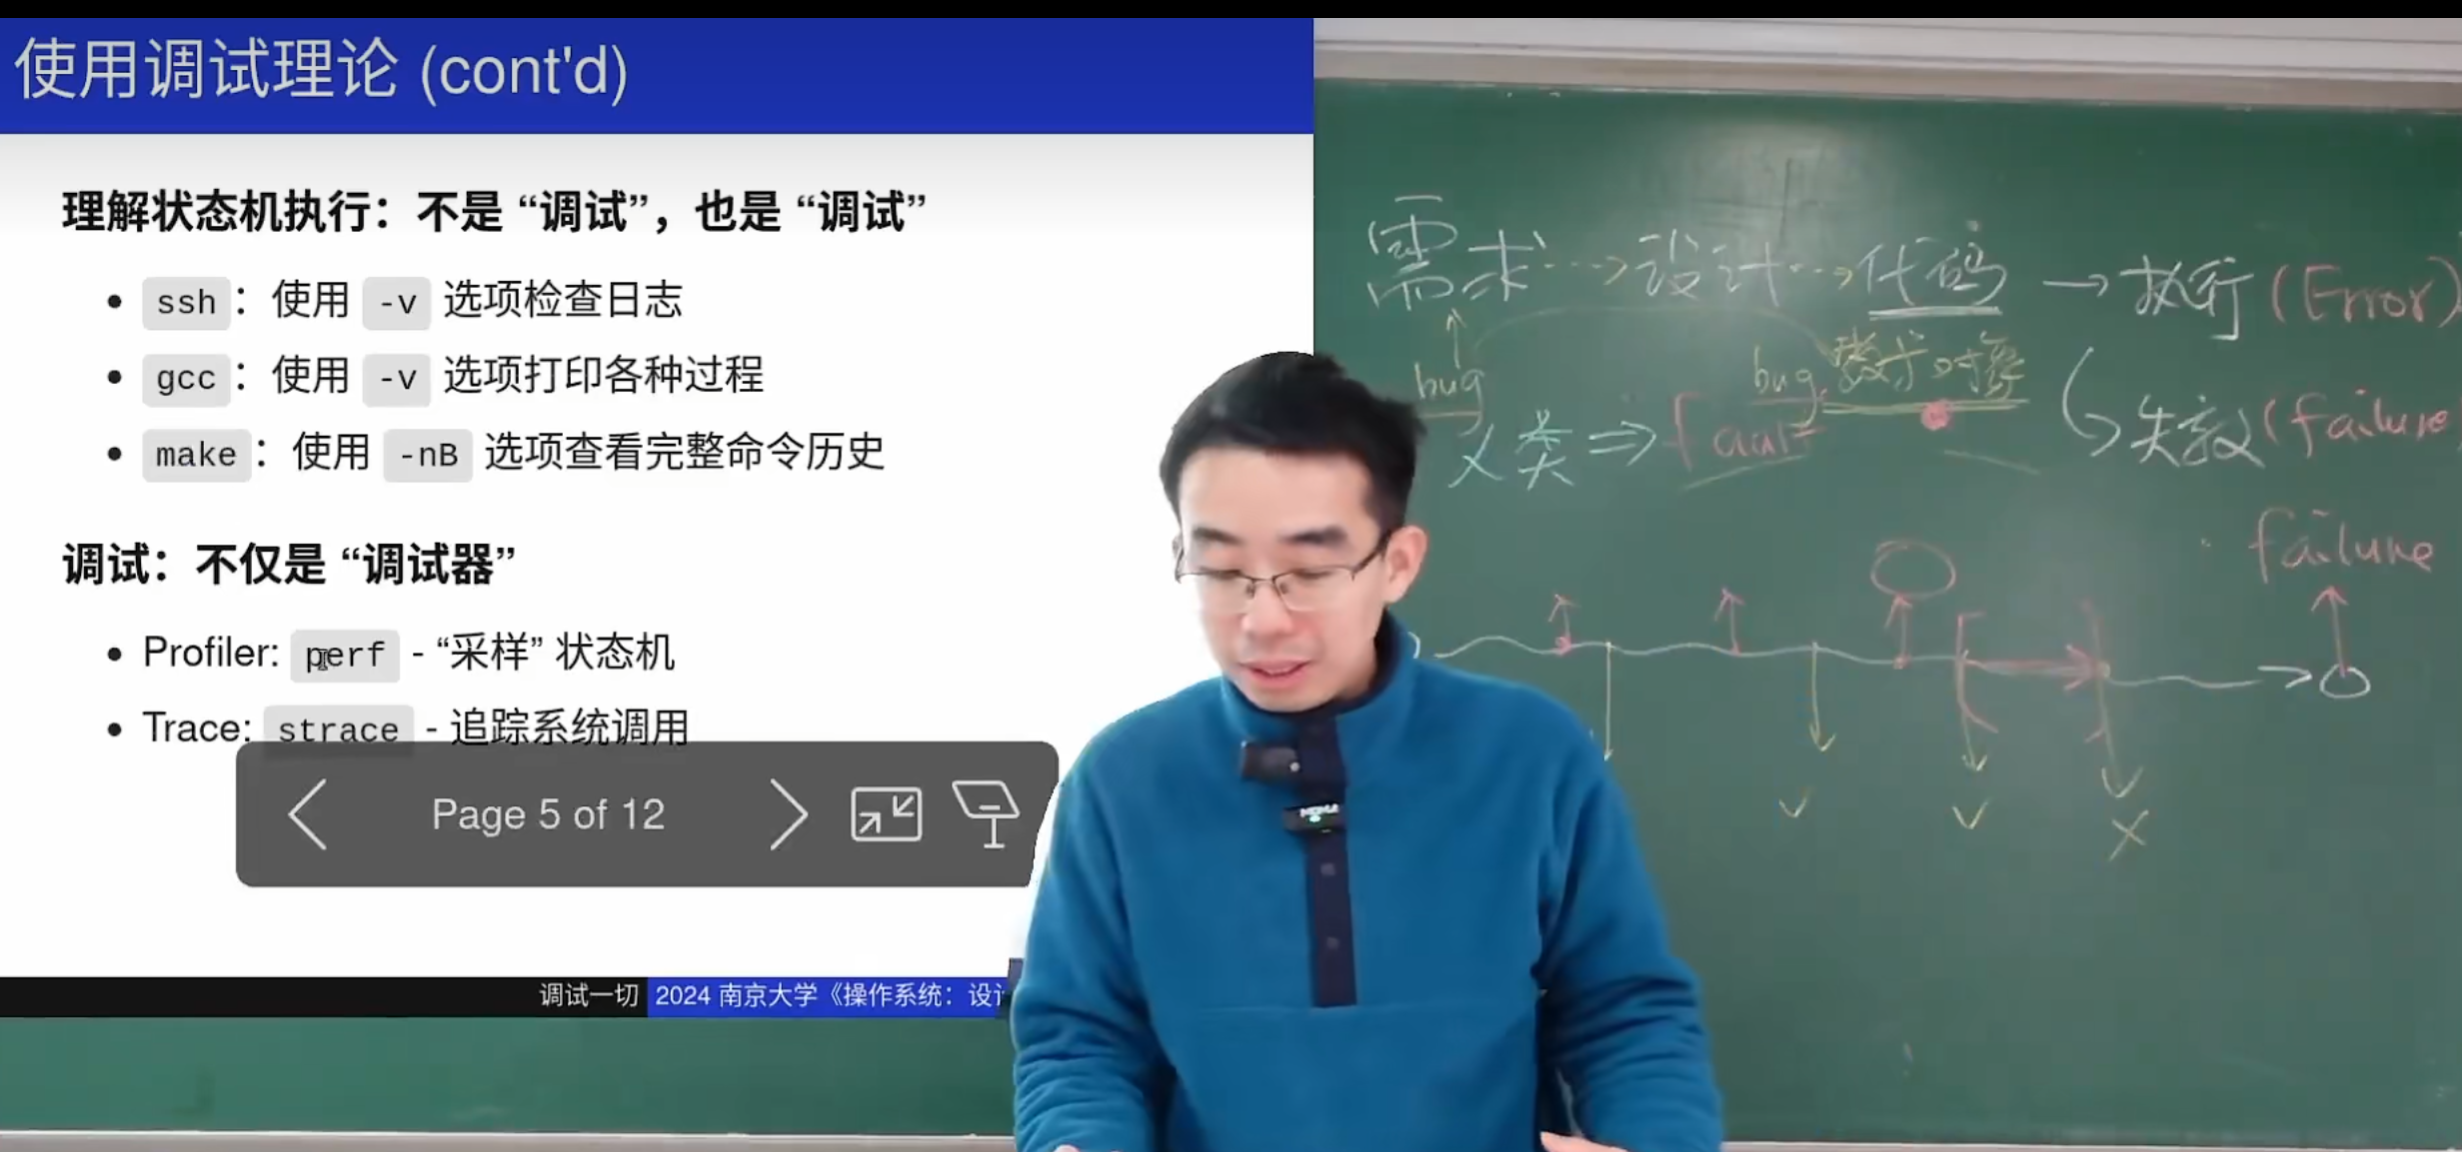 使用调试理论 (cont'd)
理解状态机执行：不是 “调试”，也是 “调试”
ssh：使用 -v 选项检查日志
gcc：使用 -v 选项打印各种过程
make：使用 -nB 选项查看完整命令历史
调试：不仅是 “调试器”
Profiler: perf - “采样” 状态机
Trace: strace - 追踪系统调用
Page 5 of 12
调试一切 2024 南京大学《操作系统：设计
需求 → 设计 → 代码 → 执行 (Error)
bug bug 数学对象
人类 ⇒ fault 失效 (failure
failure